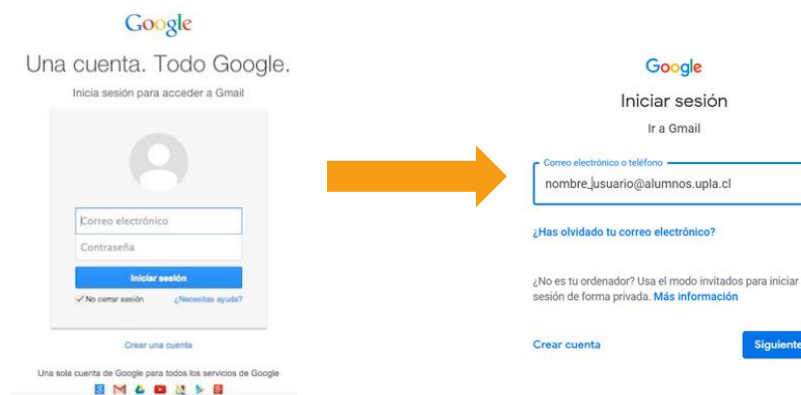 Google
Una cuenta. Todo Google.
Inicia sesión para acceder a Gmail
Correo electrónico
Contraseña
Iniciar sesión
No cerrar sesión
¿Necesitas ayuda?
Crear una cuenta
Una sola cuenta de Google para todos los servicios de Google
Google
Iniciar sesión
Ir a Gmail
Correo electrónico o teléfono
nombre_usuario@alumnos.upla.cl
¿Has olvidado tu correo electrónico?
¿No es tu ordenador? Usa el modo invitados para iniciar
sesión de forma privada. Más información
Crear cuenta
Siguiente